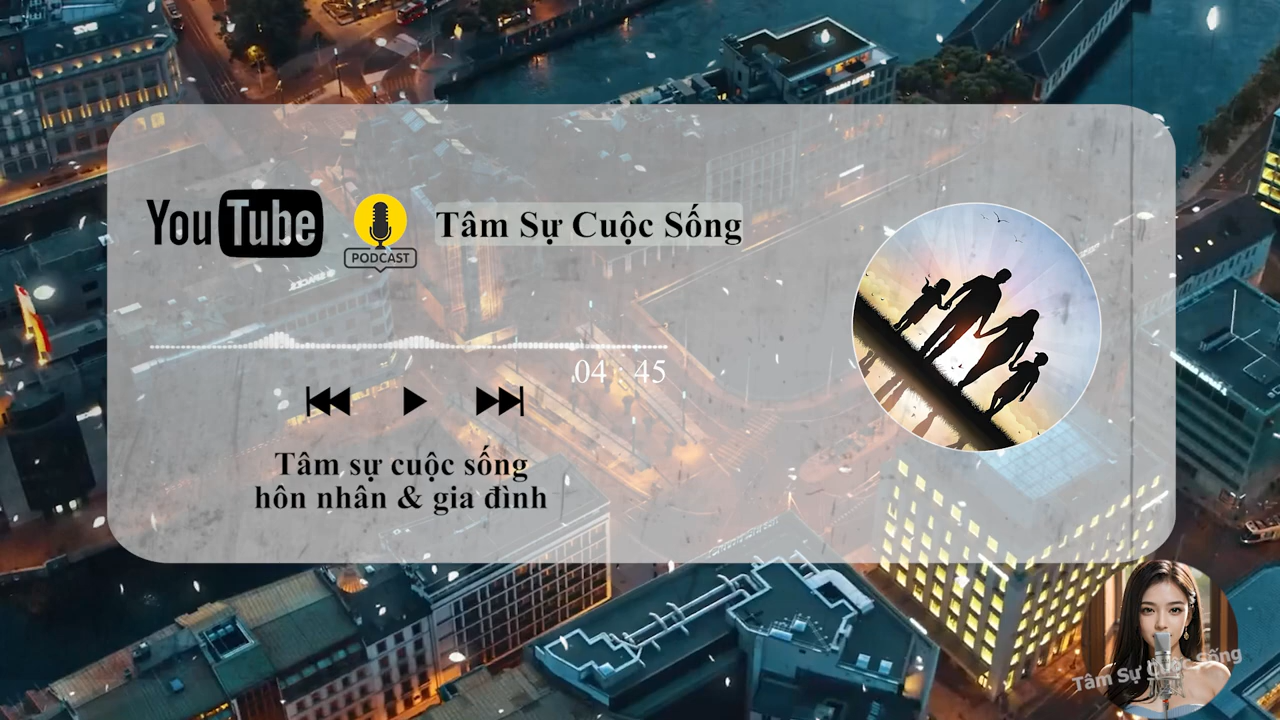 YouTube
PODCAST
Tâm Sự Cuộc Sống
04 : 45
Tâm sự cuộc sống
hôn nhân & gia đình
Tâm Sự Cuộc Sống